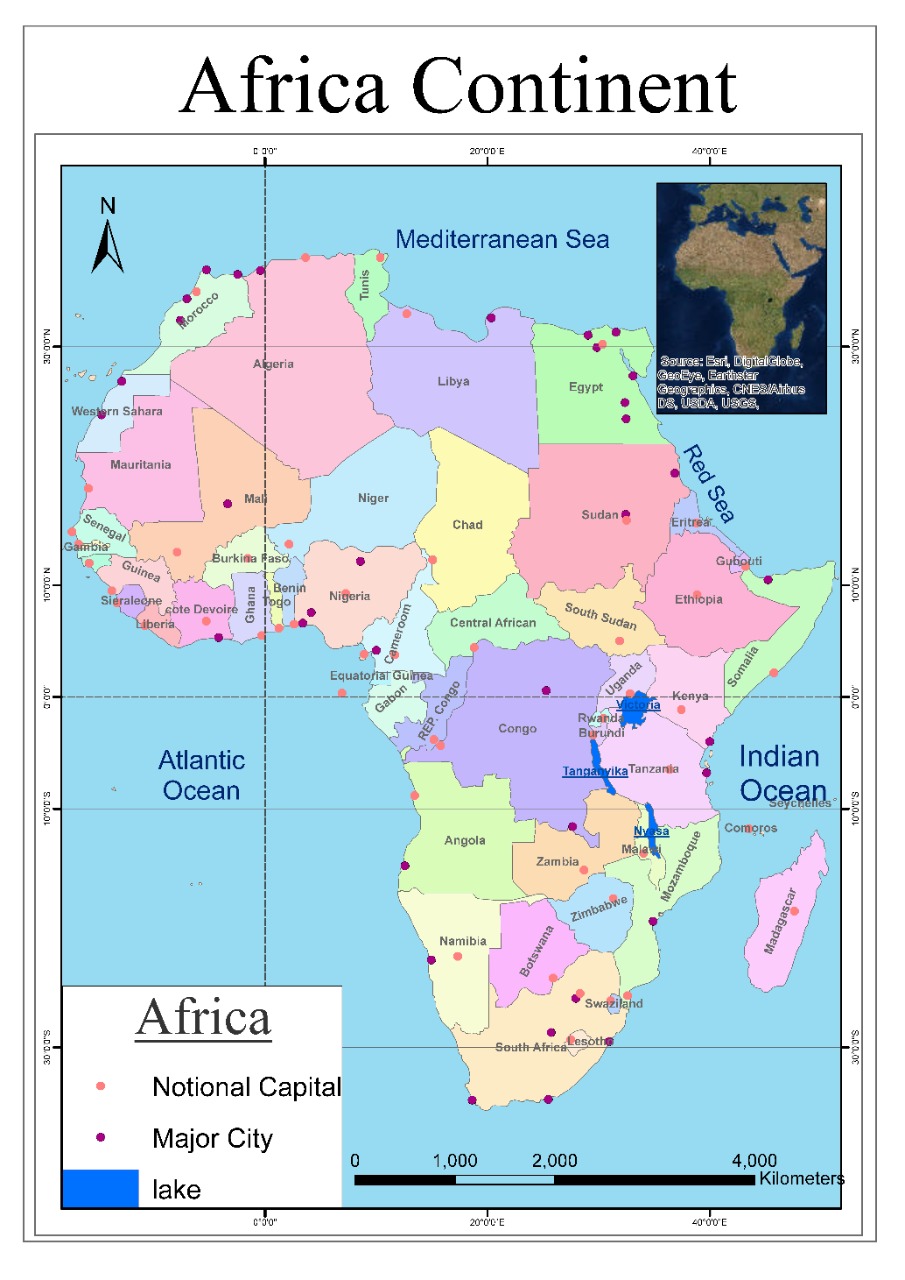 Africa Continent
0°0'0"
20°0'0"E
40°0'0"E
N
Mediterranean Sea
Source: Esri, DigitalGlobe,
GeoEye, Earthstar
Geographics, CNES/Airbus
DS, USDA, USGS,
30°0'0"N
30°0'0"N
Morocco
Tunis
Algeria
Libya
Egypt
Western Sahara
Mauritania
Mali
Niger
Chad
Sudan
Red Sea
Eritrea
Senegal
Gambia
Guinea
Burkina Faso
Gubouti
10°0'0"N
10°0'0"N
Sieraleone
Liberia
cote Devoire
Ghana
Benin
Togo
Nigeria
Ethiopia
Cameroom
Central African
South Sudan
Somalia
Equatorial Guinea
Gabon
REP. Congo
Congo
Uganda
Kenya
0°0'0"
0°0'0"
Victoria
Rwanda
Burundi
Atlantic
Ocean
Indian
Ocean
Tanganyika
Tanzania
Seychelles
10°0'0"S
10°0'0"S
Nyasa
Comoros
Angola
Malawi
Zambia
Mozambique
Madagascar
Zimbabwe
Namibia
Botswana
Swaziland
South Africa
Lesotho
30°0'0"S
30°0'0"S
Africa
Notional Capital
Major City
lake
0
1,000
2,000
4,000
Kilometers
0°0'0"
20°0'0"E
40°0'0"E